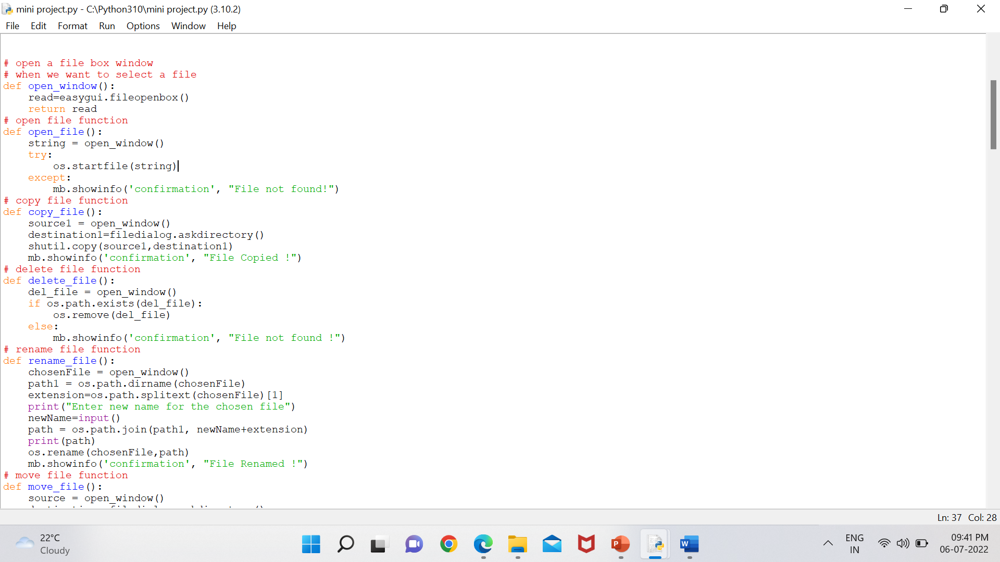 mini project.py - C:\Python310\mini project.py (3.10.2)
File Edit Format Run Options Window Help
# open a file box window
# when we want to select a file
def open_window():
    read=easygui.fileopenbox()
    return read
# open file function
def open_file():
    string = open_window()
    try:
        os.startfile(string)
    except:
        mb.showinfo('confirmation', "File not found!")
# copy file function
def copy_file():
    source1 = open_window()
    destination1=filedialog.askdirectory()
    shutil.copy(source1,destination1)
    mb.showinfo('confirmation', "File Copied !")
# delete file function
def delete_file():
    del_file = open_window()
    if os.path.exists(del_file):
        os.remove(del_file)
    else:
        mb.showinfo('confirmation', "File not found !")
# rename file function
def rename_file():
    chosenFile = open_window()
    path1 = os.path.dirname(chosenFile)
    extension=os.path.splitext(chosenFile)[1]
    print("Enter new name for the chosen file")
    newName=input()
    path = os.path.join(path1, newName+extension)
    print(path)
    os.rename(chosenFile,path)
    mb.showinfo('confirmation', "File Renamed !")
# move file function
def move_file():
    source = open_window()
Ln: 37 Col: 28
22°C
Cloudy
P
W
ENG
IN
09:41 PM
06-07-2022